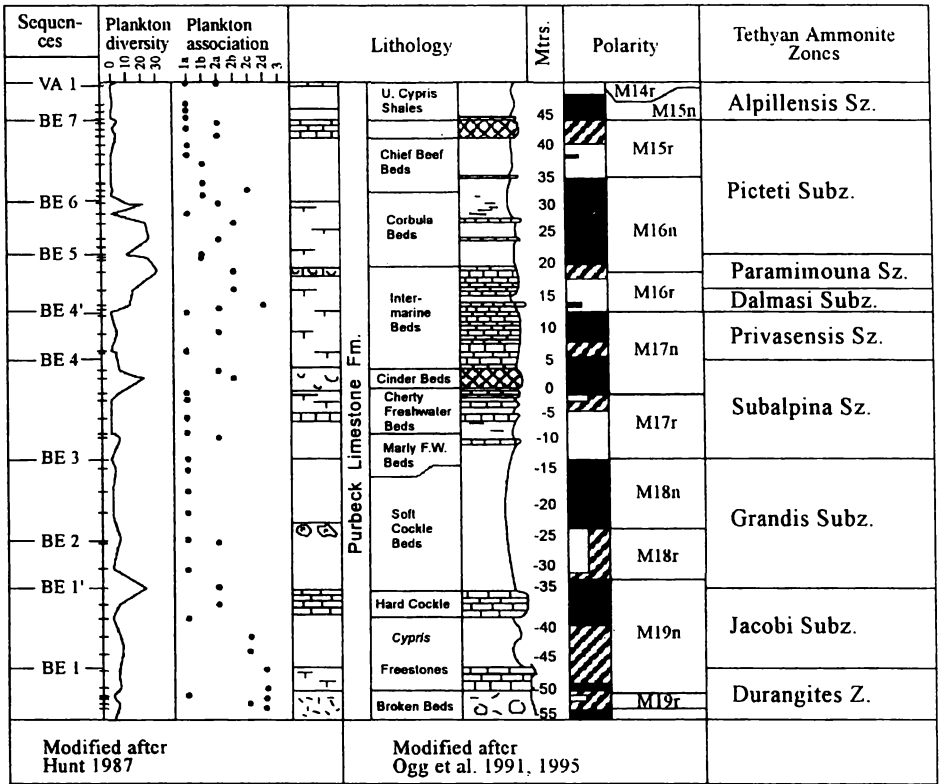 Sequen-
ces
Plankton
diversity
0 10 20 30
Plankton
association
1a 1b 2a 2b 2c 2d 3
Lithology
Mtrs.
Polarity
Tethyan Ammonite
Zones
VA 1
BE 7
BE 6
BE 5
BE 4'
BE 4
BE 3
BE 2
BE 1'
BE 1
Purbeck Limestone Fm.
U. Cypris
Shales
Chief Beef
Beds
Corbula
Beds
Inter-
marine
Beds
Cinder Beds
Cherty
Freshwater
Beds
Marly F.W.
Beds
Soft
Cockle
Beds
Hard Cockle
Cypris
Freestones
Broken Beds
45
40
35
30
25
20
15
10
5
0
-5
-10
-15
-20
-25
-30
-35
-40
-45
-50
-55
M14r
M15n
M15r
M16n
M16r
M17n
M17r
M18n
M18r
M19n
M19r
Alpillensis Sz.
Picteti Subz.
Paramimouna Sz.
Dalmasi Subz.
Privasensis Sz.
Subalpina Sz.
Grandis Subz.
Jacobi Subz.
Durangites Z.
Modified after
Hunt 1987
Modified after
Ogg et al. 1991, 1995